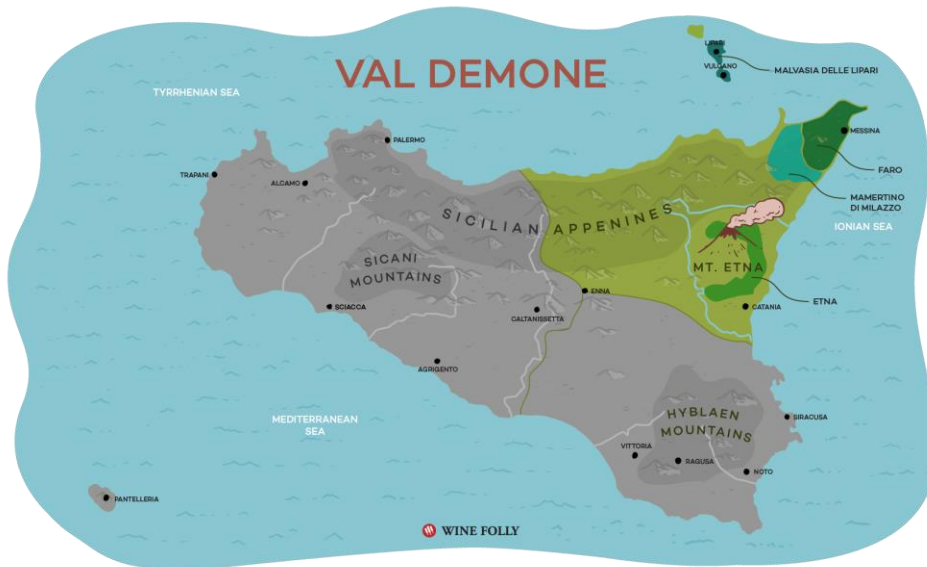 VAL DEMONE
LIPARI
VULCANO
MALVASIA DELLE LIPARI
TYRRHENIAN SEA
PALERMO
MESSINA
TRAPANI
ALCAMO
FARO
MAMERTINO
DI MILAZZO
SICILIAN APPENINES
IONIAN SEA
SICANI
MOUNTAINS
MT. ETNA
ENNA
ETNA
SCIACCA
CALTANISSETTA
CATANIA
AGRIGENTO
MEDITERRANEAN
SEA
HYBLAEN
MOUNTAINS
SIRACUSA
VITTORIA
RAGUSA
NOTO
PANTELLERIA
WINE FOLLY